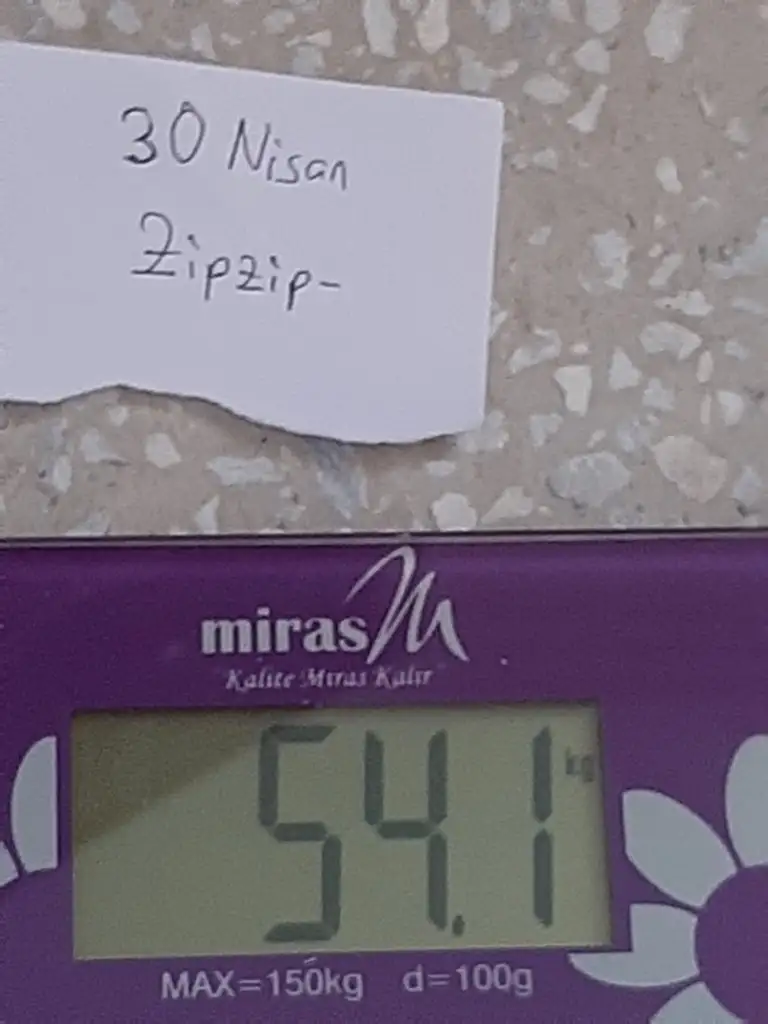 30 Nisan
Zipzip-
miras
Kalite Miras Kalır
54.1 kg
MAX=150kg d=100g